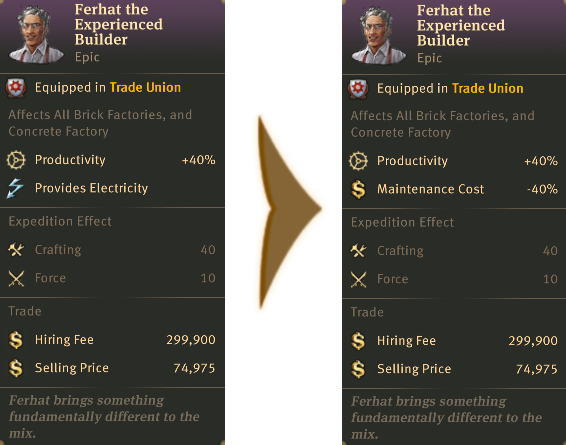 Ferhat the
Experienced
Builder
Epic
Equipped in Trade Union
Affects All Brick Factories, and
Concrete Factory
Productivity +40%
Provides Electricity
Expedition Effect
Crafting 40
Force 10
Trade
Hiring Fee 299,900
Selling Price 74,975
Ferhat brings something
fundamentally different to the
mix.
Ferhat the
Experienced
Builder
Epic
Equipped in Trade Union
Affects All Brick Factories, and
Concrete Factory
Productivity +40%
Maintenance Cost -40%
Expedition Effect
Crafting 40
Force 10
Trade
Hiring Fee 299,900
Selling Price 74,975
Ferhat brings something
fundamentally different to the
mix.